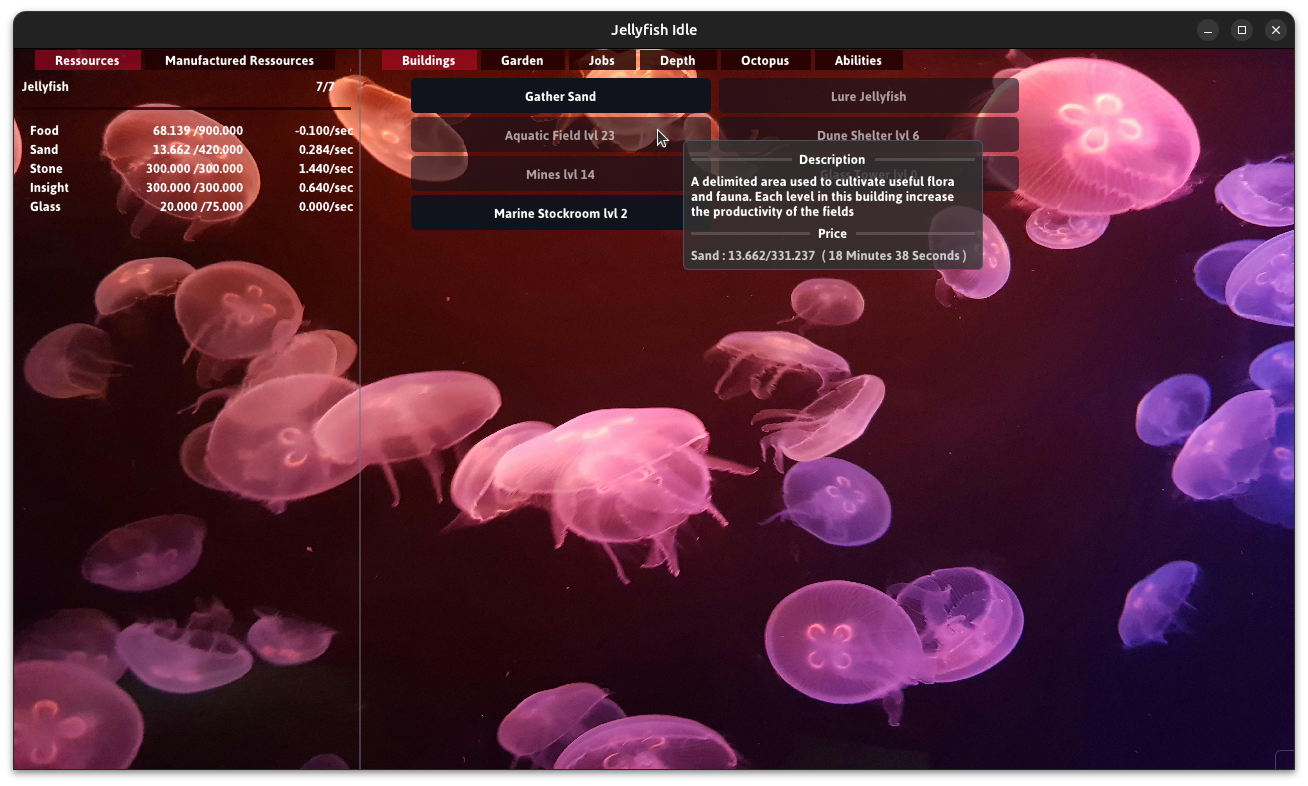 Jellyfish Idle
Ressources
Manufactured Ressources
Buildings
Garden
Jobs
Depth
Octopus
Abilities
Jellyfish 7/7
Food 68.139 /900.000 -0.100/sec
Sand 13.662 /420.000 0.284/sec
Stone 300.000 /300.000 1.440/sec
Insight 300.000 /300.000 0.640/sec
Glass 20.000 /75.000 0.000/sec
Gather Sand
Lure Jellyfish
Aquatic Field lvl 23
Dune Shelter lvl 6
Mines lvl 14
Glass Tower lvl 0
Marine Stockroom lvl 2
Description
A delimited area used to cultivate useful flora
and fauna. Each level in this building increase
the productivity of the fields
Price
Sand : 13.662/331.237 ( 18 Minutes 38 Seconds )